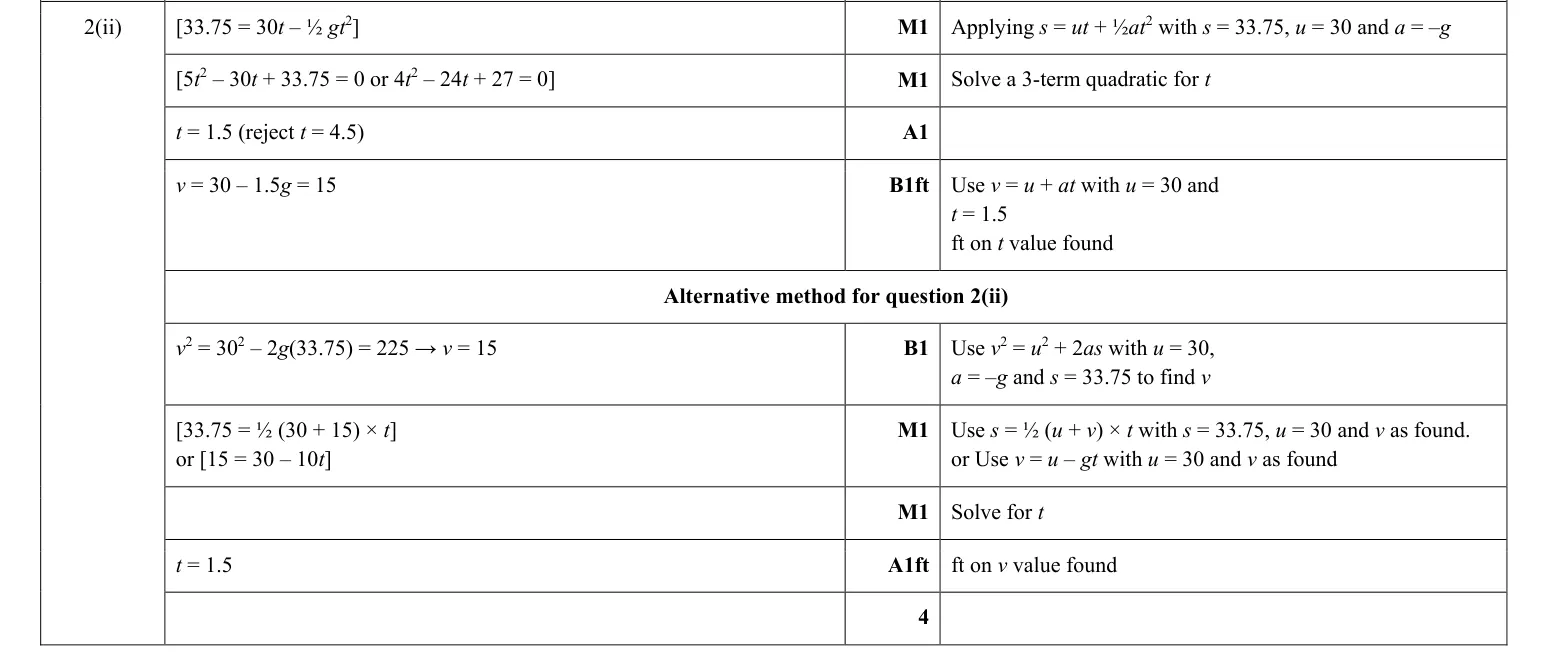 2(ii)
[33.75 = 30t – ½ gt²]
M1
Applying s = ut + ½at² with s = 33.75, u = 30 and a = –g
[5t² – 30t + 33.75 = 0 or 4t² – 24t + 27 = 0]
M1
Solve a 3-term quadratic for t
t = 1.5 (reject t = 4.5)
A1
v = 30 – 1.5g = 15
B1ft
Use v = u + at with u = 30 and
t = 1.5
ft on t value found
Alternative method for question 2(ii)
v² = 30² – 2g(33.75) = 225 → v = 15
B1
Use v² = u² + 2as with u = 30,
a = –g and s = 33.75 to find v
[33.75 = ½ (30 + 15) × t]
or [15 = 30 – 10t]
M1
Use s = ½ (u + v) × t with s = 33.75, u = 30 and v as found.
or Use v = u – gt with u = 30 and v as found
M1
Solve for t
t = 1.5
A1ft
ft on v value found
4